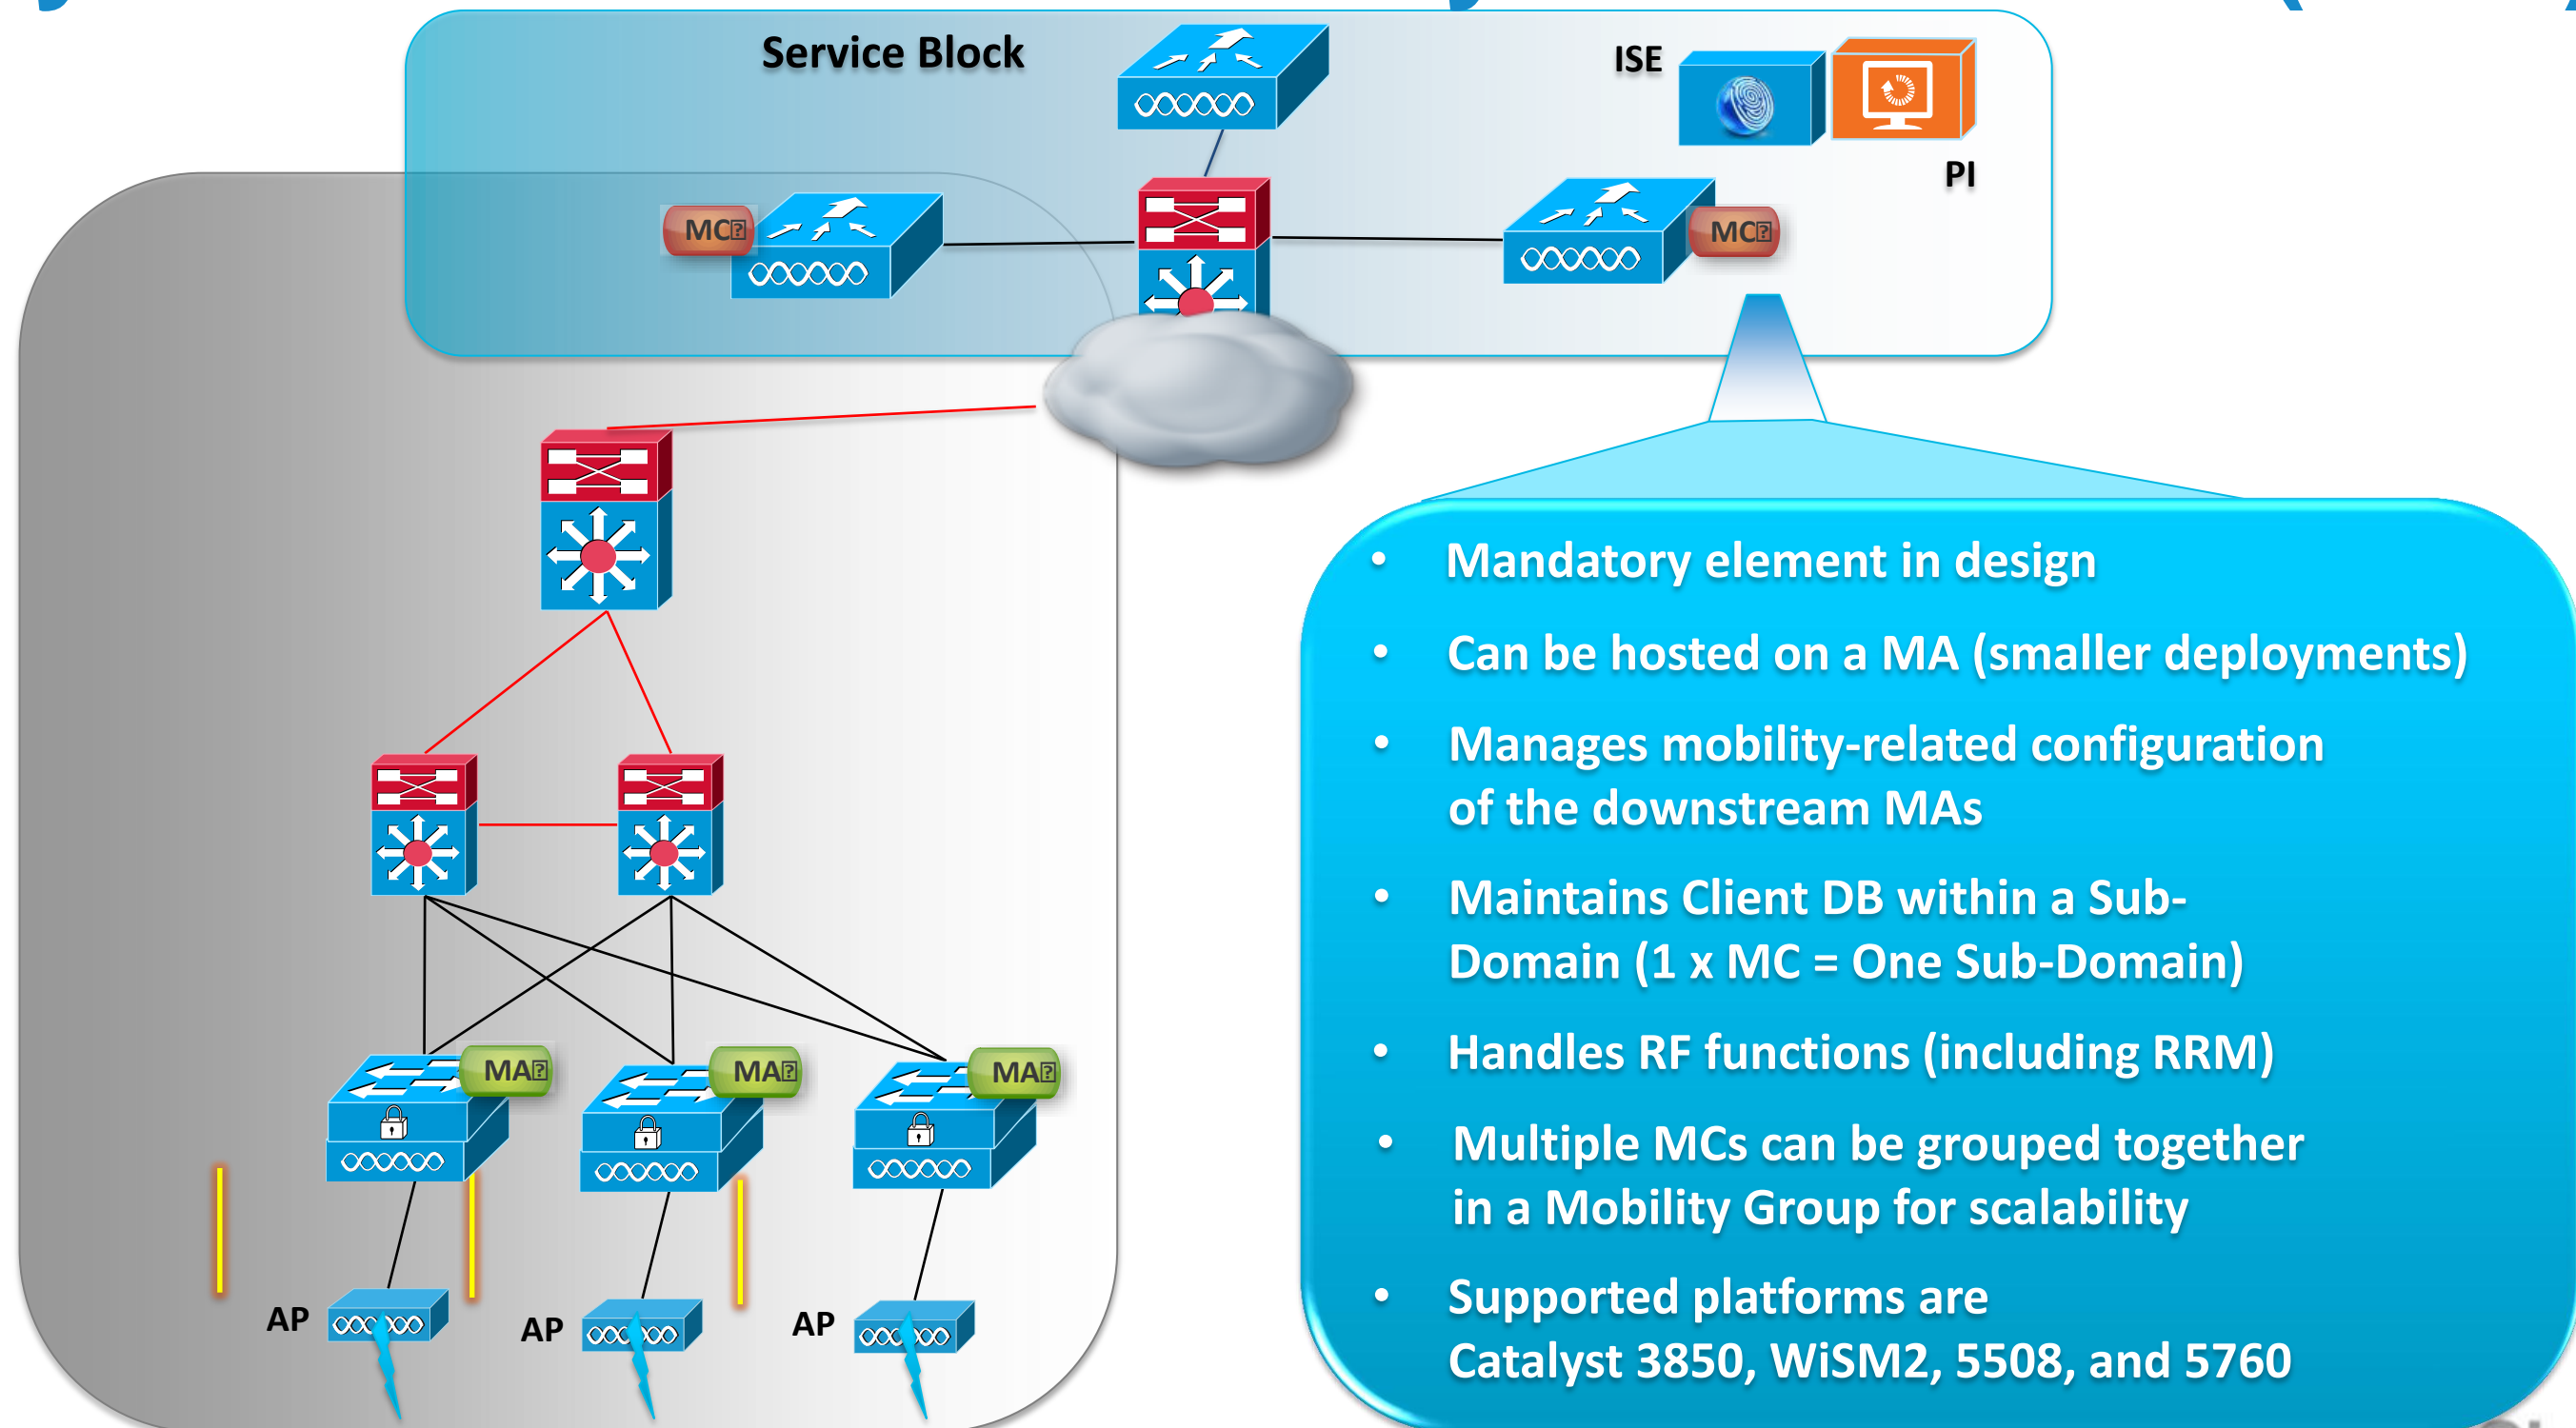 Service Block
ISE
PI
MC
MC
• Mandatory element in design
• Can be hosted on a MA (smaller deployments)
• Manages mobility-related configuration
of the downstream MAs
• Maintains Client DB within a Sub-
Domain (1 x MC = One Sub-Domain)
• Handles RF functions (including RRM)
• Multiple MCs can be grouped together
in a Mobility Group for scalability
• Supported platforms are
Catalyst 3850, WiSM2, 5508, and 5760
MA
MA
MA
AP
AP
AP